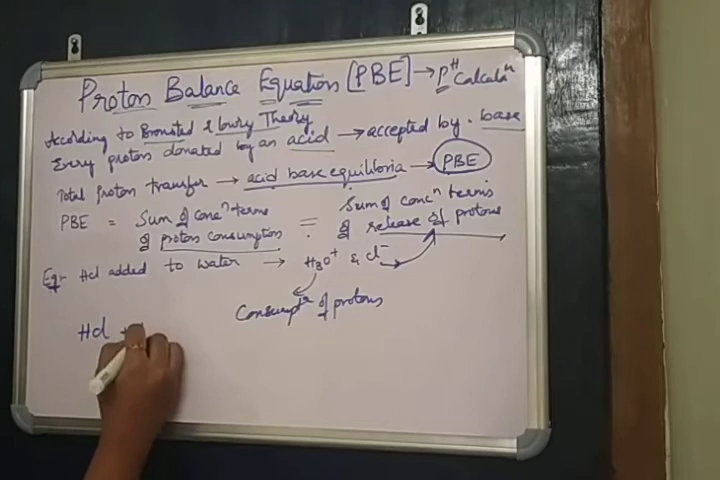 Proton Balance Equation [PBE] → pH Calculaⁿ
According to Bronsted & lowry Theory
Every proton donated by an acid → accepted by. base
Total proton transfer → acid base equilibria → PBE
PBE = Sum of concⁿ terms of proton consumption = Sum of concⁿ terms of release of protons
Eg:- Hcl added to water → H₃O⁺ & cl⁻
Consumptⁿ of protons
Hcl +